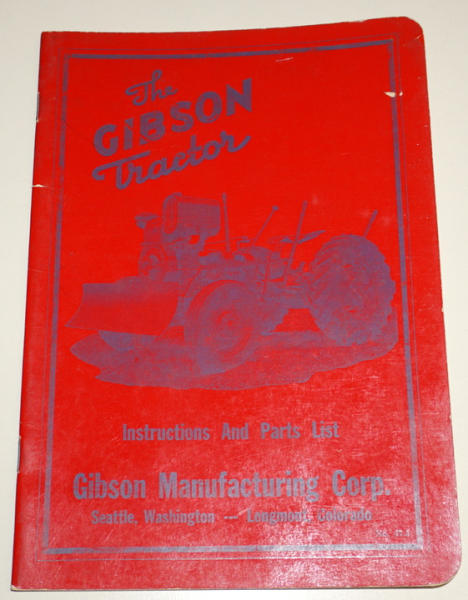 The
GIBSON
Tractor
Instructions And Parts List
Gibson Manufacturing Corp.
Seattle, Washington — Longmont, Colorado